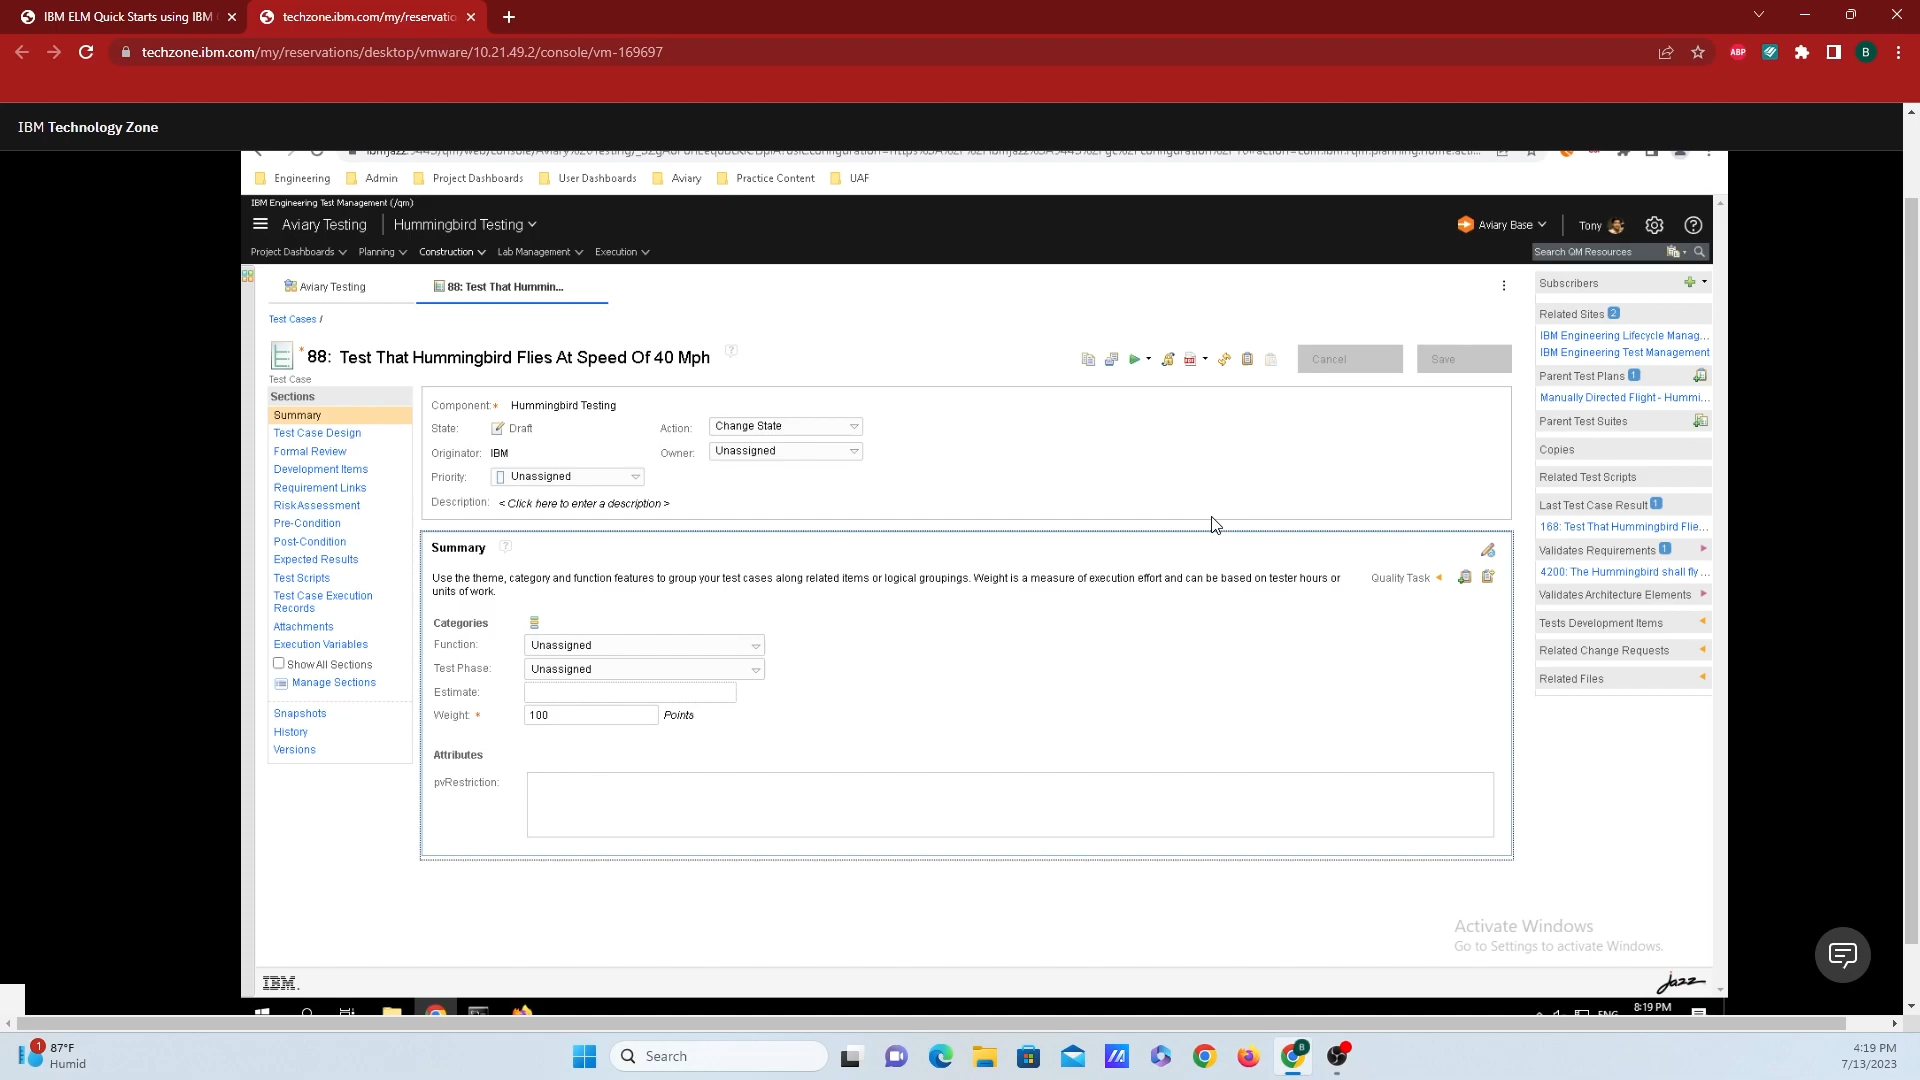 IBM ELM Quick Starts using IBM
techzone.ibm.com/my/reservatio
techzone.ibm.com/my/reservations/desktop/vmware/10.21.49.2/console/vm-169697
ABP
B
IBM Technology Zone
Engineering Admin Project Dashboards User Dashboards Aviary Practice Content UAF
IBM Engineering Test Management (/qm)
Aviary Testing Hummingbird Testing
Aviary Base Tony
Project Dashboards Planning Construction Lab Management Execution
Search QM Resources
Aviary Testing
88: Test That Hummin...
Test Cases /
* 88: Test That Hummingbird Flies At Speed Of 40 Mph
Cancel Save
Test Case
Sections
Summary
Test Case Design
Formal Review
Development Items
Requirement Links
Risk Assessment
Pre-Condition
Post-Condition
Expected Results
Test Scripts
Test Case Execution
Records
Attachments
Execution Variables
Show All Sections
Manage Sections
Snapshots
History
Versions
Component:* Hummingbird Testing
State: Draft Action: Change State
Originator: IBM Owner: Unassigned
Priority: Unassigned
Description: < Click here to enter a description >
Summary
Use the theme, category and function features to group your test cases along related items or logical groupings. Weight is a measure of execution effort and can be based on tester hours or
units of work.
Quality Task
Categories
Function: Unassigned
Test Phase: Unassigned
Estimate:
Weight: * 100 Points
Attributes
pvRestriction:
Subscribers
Related Sites 2
IBM Engineering Lifecycle Manag...
IBM Engineering Test Management
Parent Test Plans 1
Manually Directed Flight - Hummi...
Parent Test Suites
Copies
Related Test Scripts
Last Test Case Result 1
168: Test That Hummingbird Flie...
Validates Requirements 1
4200: The Hummingbird shall fly ...
Validates Architecture Elements
Tests Development Items
Related Change Requests
Related Files
Activate Windows
Go to Settings to activate Windows.
IBM.
jazz
8:19 PM
1
87°F
Humid
Search
B
4:19 PM
7/13/2023